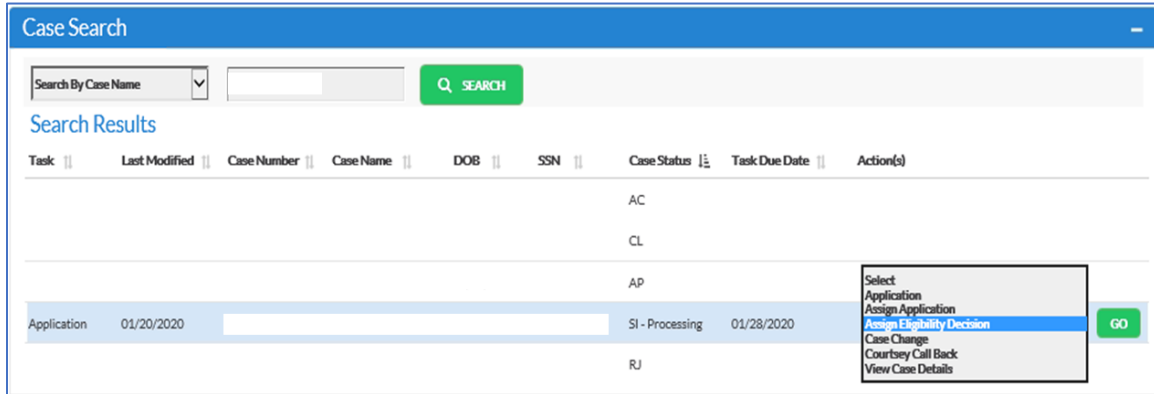 Case Search
Search By Case Name
SEARCH
Search Results
Task Last Modified Case Number Case Name DOB SSN Case Status Task Due Date Action(s)
AC
CL
AP
Select
Application
Assign Application
Application 01/20/2020 SI - Processing 01/28/2020 Assign Eligibility Decision GO
Case Change
Courtsey Call Back
RJ
View Case Details